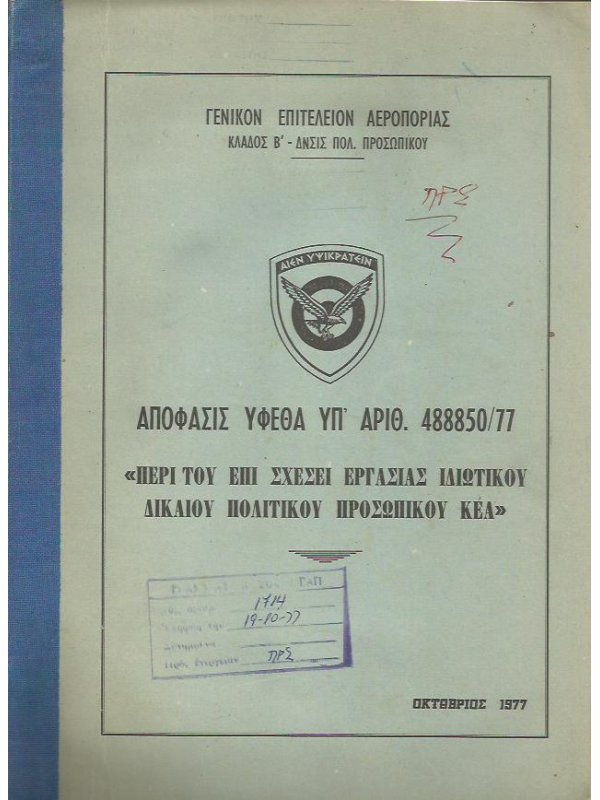 ΓΕΝΙΚΟΝ ΕΠΙΤΕΛΕΙΟΝ ΑΕΡΟΠΟΡΙΑΣ
ΚΛΑΔΟΣ Β' - ΔΝΣΙΣ ΠΟΛ. ΠΡΟΣΩΠΙΚΟΥ
ΠΡΣ
ΑΙΕΝ ΥΨΙΚΡΑΤΕΙΝ
ΑΠΟΦΑΣΙΣ ΥΦΕΘΑ ΥΠ' ΑΡΙΘ. 488850/77
«ΠΕΡΙ ΤΟΥ ΕΠΙ ΣΧΕΣΕΙ ΕΡΓΑΣΙΑΣ ΙΔΙΩΤΙΚΟΥ
ΔΙΚΑΙΟΥ ΠΟΛΙΤΙΚΟΥ ΠΡΟΣΩΠΙΚΟΥ ΚΕΑ»
ΓΑΠ
1714
19-10-77
ΠΡΣ
ΟΚΤΩΒΡΙΟΣ 1977